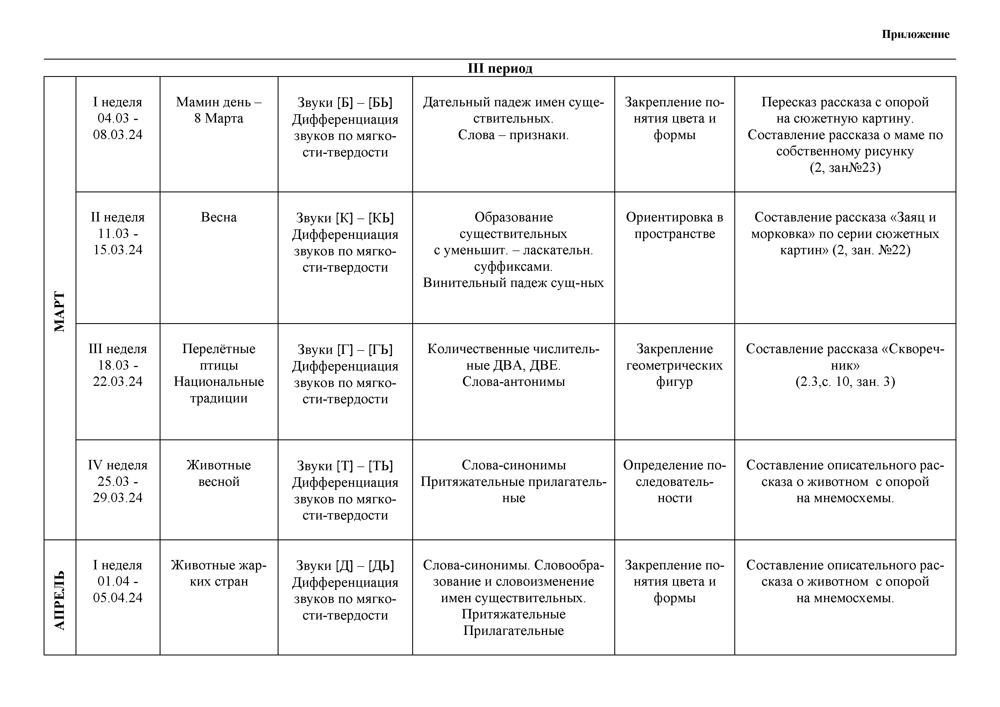 Приложение
III период
МАРТ
I неделя
04.03 -
08.03.24
Мамин день –
8 Марта
Звуки [Б] – [БЬ]
Дифференциация
звуков по мягко-
сти-твердости
Дательный падеж имен суще-
ствительных.
Слова – признаки.
Закрепление по-
нятия цвета и
формы
Пересказ рассказа с опорой
на сюжетную картину.
Составление рассказа о маме по
собственному рисунку
(2, зан№23)
II неделя
11.03 -
15.03.24
Весна
Звуки [К] – [КЬ]
Дифференциация
звуков по мягко-
сти-твердости
Образование
существительных
с уменьшит. – ласкательн.
суффиксами.
Винительный падеж сущ-ных
Ориентировка в
пространстве
Составление рассказа «Заяц и
морковка» по серии сюжетных
картин» (2, зан. №22)
III неделя
18.03 -
22.03.24
Перелётные
птицы
Национальные
традиции
Звуки [Г] – [ГЬ]
Дифференциация
звуков по мягко-
сти-твердости
Количественные числитель-
ные ДВА, ДВЕ.
Слова-антонимы
Закрепление
геометрических
фигур
Составление рассказа «Сквореч-
ник»
(2.3,с. 10, зан. 3)
IV неделя
25.03 -
29.03.24
Животные
весной
Звуки [Т] – [ТЬ]
Дифференциация
звуков по мягко-
сти-твердости
Слова-синонимы
Притяжательные прилагатель-
ные
Определение по-
следователь-
ности
Составление описательного рас-
сказа о животном  с опорой
на мнемосхемы.
АПРЕЛЬ
I неделя
01.04 -
05.04.24
Животные жар-
ких стран
Звуки [Д] – [ДЬ]
Дифференциация
звуков по мягко-
сти-твердости
Слова-синонимы. Словообра-
зование и словоизменение
имен существительных.
Притяжательные
Прилагательные
Закрепление по-
нятия цвета и
формы
Составление описательного рас-
сказа о животном  с опорой
на мнемосхемы.